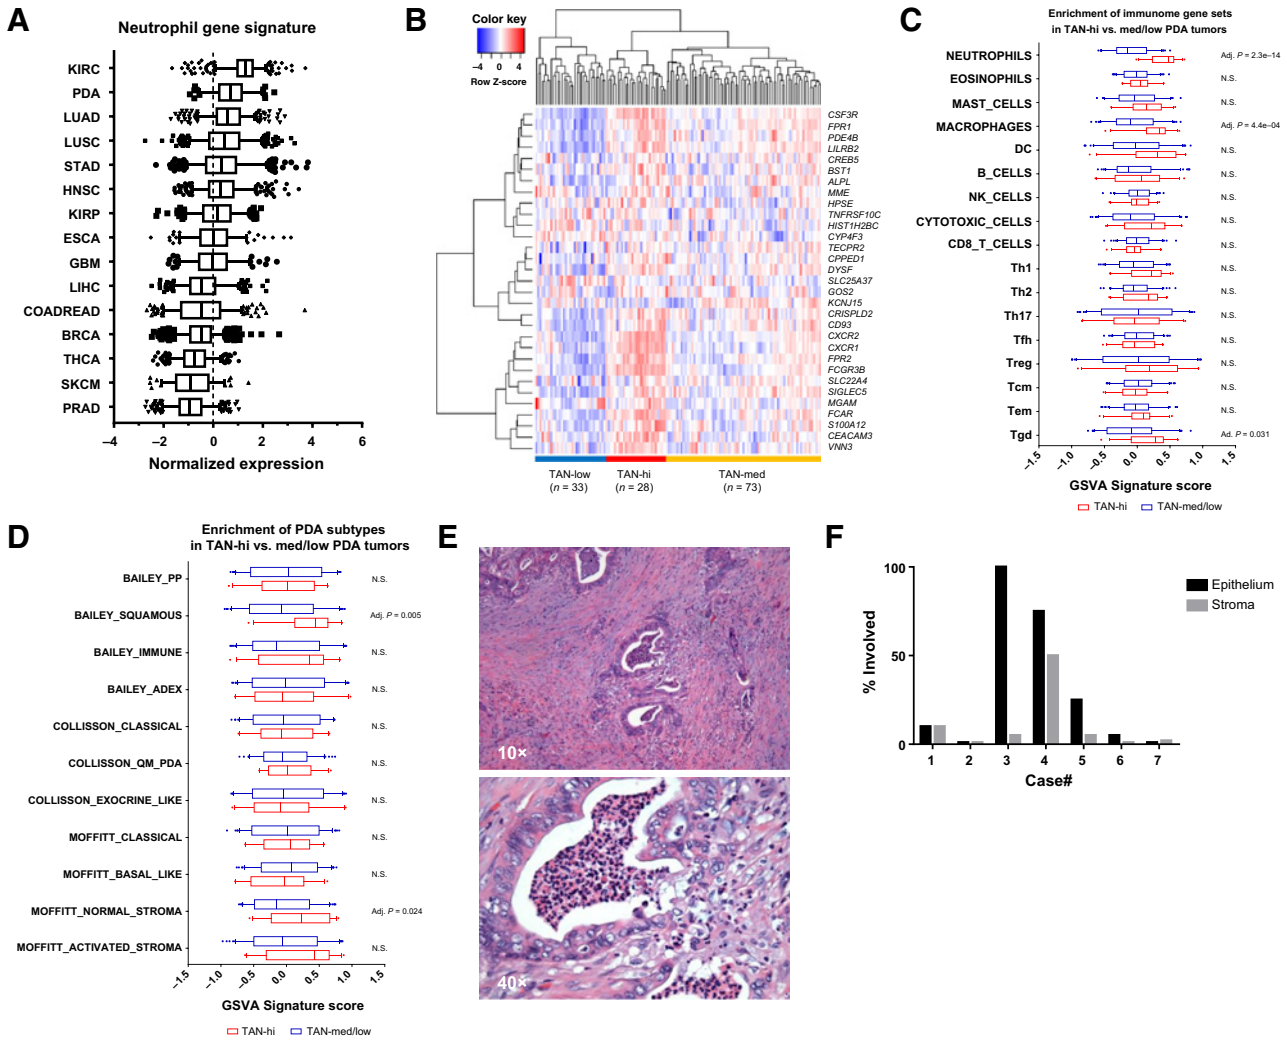 A
Neutrophil gene signature
KIRC
PDA
LUAD
LUSC
STAD
HNSC
KIRP
ESCA
GBM
LIHC
COADREAD
BRCA
THCA
SKCM
PRAD
−4 −2 0 2 4 6
Normalized expression
B
Color key
−4 0 4
Row Z-score
CSF3R
FPR1
PDE4B
LILRB2
CREB5
BST1
ALPL
MME
HPSE
TNFRSF10C
HIST1H2BC
CYP4F3
TECPR2
CPPED1
DYSF
SLC25A37
GOS2
KCNJ15
CRISPLD2
CD93
CXCR2
CXCR1
FPR2
FCGR3B
SLC22A4
SIGLEC5
MGAM
FCAR
S100A12
CEACAM3
VNN3
TAN-low TAN-hi TAN-med
(n = 33) (n = 28) (n = 73)
C
Enrichment of immunome gene sets
in TAN-hi vs. med/low PDA tumors
NEUTROPHILS Adj. P = 2.3e−14
EOSINOPHILS N.S.
MAST_CELLS N.S.
MACROPHAGES Adj. P = 4.4e−04
DC N.S.
B_CELLS N.S.
NK_CELLS N.S.
CYTOTOXIC_CELLS N.S.
CD8_T_CELLS N.S.
Th1 N.S.
Th2 N.S.
Th17 N.S.
Tfh N.S.
Treg N.S.
Tcm N.S.
Tem N.S.
Tgd Ad. P = 0.031
−1.5 −1.0 −0.5 0.0 0.5 1.0 1.5
GSVA Signature score
TAN-hi TAN-med/low
D
Enrichment of PDA subtypes
in TAN-hi vs. med/low PDA tumors
BAILEY_PP N.S.
BAILEY_SQUAMOUS Adj. P = 0.005
BAILEY_IMMUNE N.S.
BAILEY_ADEX N.S.
COLLISSON_CLASSICAL N.S.
COLLISSON_QM_PDA N.S.
COLLISSON_EXOCRINE_LIKE N.S.
MOFFITT_CLASSICAL N.S.
MOFFITT_BASAL_LIKE N.S.
MOFFITT_NORMAL_STROMA Adj. P = 0.024
MOFFITT_ACTIVATED_STROMA N.S.
−1.5 −1.0 −0.5 0.0 0.5 1.0 1.5
GSVA Signature score
TAN-hi TAN-med/low
E
10×
40×
F
100
50
0
% Involved
Epithelium
Stroma
1 2 3 4 5 6 7
Case#